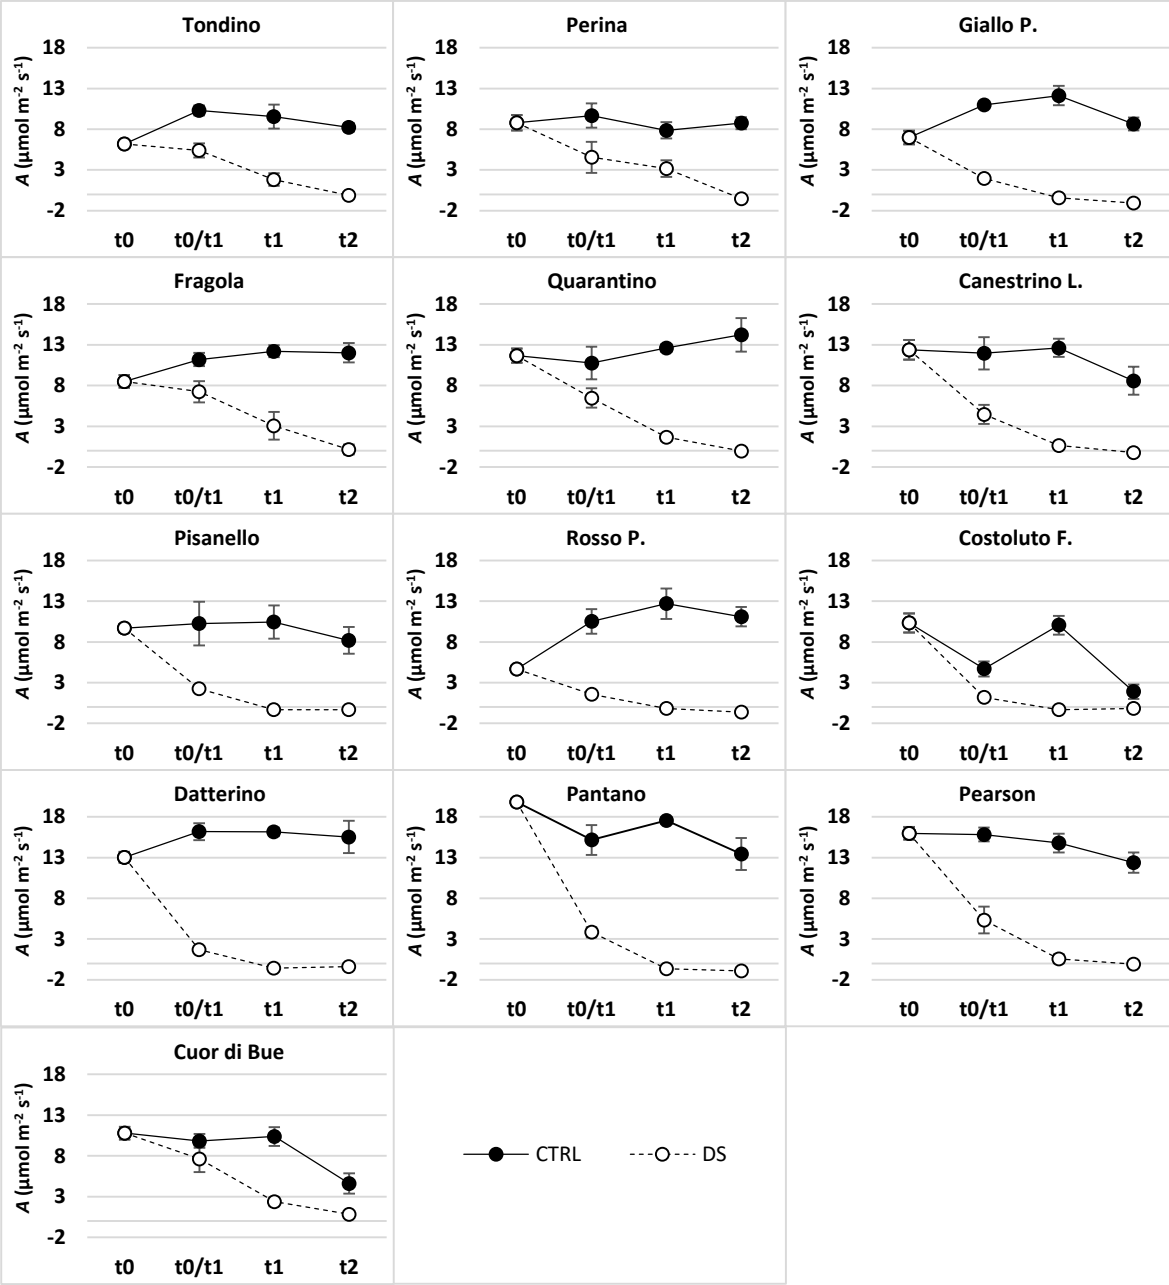 Tondino
A (µmol m-2 s-1)
18
13
8
3
-2
t0 t0/t1 t1 t2
Perina
A (µmol m-2 s-1)
18
13
8
3
-2
t0 t0/t1 t1 t2
Giallo P.
A (µmol m-2 s-1)
18
13
8
3
-2
t0 t0/t1 t1 t2
Fragola
A (µmol m-2 s-1)
18
13
8
3
-2
t0 t0/t1 t1 t2
Quarantino
A (µmol m-2 s-1)
18
13
8
3
-2
t0 t0/t1 t1 t2
Canestrino L.
A (µmol m-2 s-1)
18
13
8
3
-2
t0 t0/t1 t1 t2
Pisanello
A (µmol m-2 s-1)
18
13
8
3
-2
t0 t0/t1 t1 t2
Rosso P.
A (µmol m-2 s-1)
18
13
8
3
-2
t0 t0/t1 t1 t2
Costoluto F.
A (µmol m-2 s-1)
18
13
8
3
-2
t0 t0/t1 t1 t2
Datterino
A (µmol m-2 s-1)
18
13
8
3
-2
t0 t0/t1 t1 t2
Pantano
A (µmol m-2 s-1)
18
13
8
3
-2
t0 t0/t1 t1 t2
Pearson
A (µmol m-2 s-1)
18
13
8
3
-2
t0 t0/t1 t1 t2
Cuor di Bue
A (µmol m-2 s-1)
18
13
8
3
-2
t0 t0/t1 t1 t2
CTRL DS